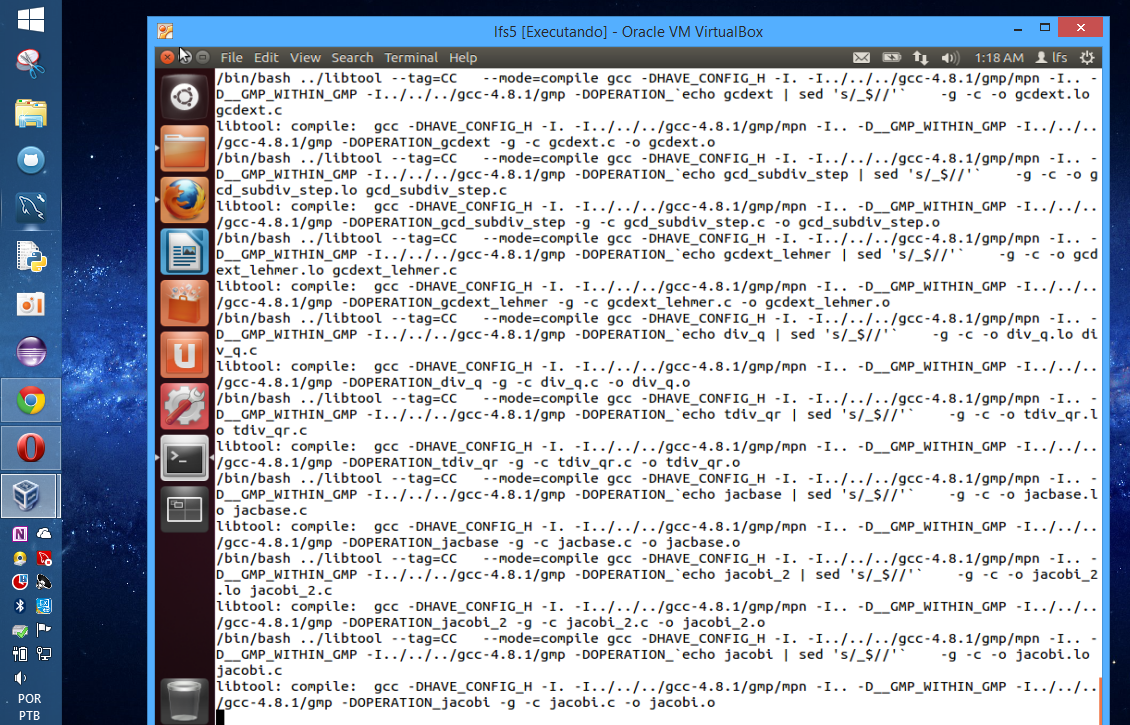 lfs5 [Executando] - Oracle VM VirtualBox
File Edit View Search Terminal Help
1:18 AM lfs
/bin/bash ../libtool --tag=CC   --mode=compile gcc -DHAVE_CONFIG_H -I. -I../../../gcc-4.8.1/gmp/mpn -I.. -
D__GMP_WITHIN_GMP -I../../../gcc-4.8.1/gmp -DOPERATION_`echo gcdext | sed 's/_$//'`    -g -c -o gcdext.lo
gcdext.c
libtool: compile:  gcc -DHAVE_CONFIG_H -I. -I../../../gcc-4.8.1/gmp/mpn -I.. -D__GMP_WITHIN_GMP -I../../..
/gcc-4.8.1/gmp -DOPERATION_gcdext -g -c gcdext.c -o gcdext.o
/bin/bash ../libtool --tag=CC   --mode=compile gcc -DHAVE_CONFIG_H -I. -I../../../gcc-4.8.1/gmp/mpn -I.. -
D__GMP_WITHIN_GMP -I../../../gcc-4.8.1/gmp -DOPERATION_`echo gcd_subdiv_step | sed 's/_$//'`    -g -c -o g
cd_subdiv_step.lo gcd_subdiv_step.c
libtool: compile:  gcc -DHAVE_CONFIG_H -I. -I../../../gcc-4.8.1/gmp/mpn -I.. -D__GMP_WITHIN_GMP -I../../..
/gcc-4.8.1/gmp -DOPERATION_gcd_subdiv_step -g -c gcd_subdiv_step.c -o gcd_subdiv_step.o
/bin/bash ../libtool --tag=CC   --mode=compile gcc -DHAVE_CONFIG_H -I. -I../../../gcc-4.8.1/gmp/mpn -I.. -
D__GMP_WITHIN_GMP -I../../../gcc-4.8.1/gmp -DOPERATION_`echo gcdext_lehmer | sed 's/_$//'`    -g -c -o gcd
ext_lehmer.lo gcdext_lehmer.c
libtool: compile:  gcc -DHAVE_CONFIG_H -I. -I../../../gcc-4.8.1/gmp/mpn -I.. -D__GMP_WITHIN_GMP -I../../..
/gcc-4.8.1/gmp -DOPERATION_gcdext_lehmer -g -c gcdext_lehmer.c -o gcdext_lehmer.o
/bin/bash ../libtool --tag=CC   --mode=compile gcc -DHAVE_CONFIG_H -I. -I../../../gcc-4.8.1/gmp/mpn -I.. -
D__GMP_WITHIN_GMP -I../../../gcc-4.8.1/gmp -DOPERATION_`echo div_q | sed 's/_$//'`    -g -c -o div_q.lo di
v_q.c
libtool: compile:  gcc -DHAVE_CONFIG_H -I. -I../../../gcc-4.8.1/gmp/mpn -I.. -D__GMP_WITHIN_GMP -I../../..
/gcc-4.8.1/gmp -DOPERATION_div_q -g -c div_q.c -o div_q.o
/bin/bash ../libtool --tag=CC   --mode=compile gcc -DHAVE_CONFIG_H -I. -I../../../gcc-4.8.1/gmp/mpn -I.. -
D__GMP_WITHIN_GMP -I../../../gcc-4.8.1/gmp -DOPERATION_`echo tdiv_qr | sed 's/_$//'`    -g -c -o tdiv_qr.l
o tdiv_qr.c
libtool: compile:  gcc -DHAVE_CONFIG_H -I. -I../../../gcc-4.8.1/gmp/mpn -I.. -D__GMP_WITHIN_GMP -I../../..
/gcc-4.8.1/gmp -DOPERATION_tdiv_qr -g -c tdiv_qr.c -o tdiv_qr.o
/bin/bash ../libtool --tag=CC   --mode=compile gcc -DHAVE_CONFIG_H -I. -I../../../gcc-4.8.1/gmp/mpn -I.. -
D__GMP_WITHIN_GMP -I../../../gcc-4.8.1/gmp -DOPERATION_`echo jacbase | sed 's/_$//'`    -g -c -o jacbase.l
o jacbase.c
libtool: compile:  gcc -DHAVE_CONFIG_H -I. -I../../../gcc-4.8.1/gmp/mpn -I.. -D__GMP_WITHIN_GMP -I../../..
/gcc-4.8.1/gmp -DOPERATION_jacbase -g -c jacbase.c -o jacbase.o
/bin/bash ../libtool --tag=CC   --mode=compile gcc -DHAVE_CONFIG_H -I. -I../../../gcc-4.8.1/gmp/mpn -I.. -
D__GMP_WITHIN_GMP -I../../../gcc-4.8.1/gmp -DOPERATION_`echo jacobi_2 | sed 's/_$//'`    -g -c -o jacobi_2
.lo jacobi_2.c
libtool: compile:  gcc -DHAVE_CONFIG_H -I. -I../../../gcc-4.8.1/gmp/mpn -I.. -D__GMP_WITHIN_GMP -I../../..
/gcc-4.8.1/gmp -DOPERATION_jacobi_2 -g -c jacobi_2.c -o jacobi_2.o
/bin/bash ../libtool --tag=CC   --mode=compile gcc -DHAVE_CONFIG_H -I. -I../../../gcc-4.8.1/gmp/mpn -I.. -
D__GMP_WITHIN_GMP -I../../../gcc-4.8.1/gmp -DOPERATION_`echo jacobi | sed 's/_$//'`    -g -c -o jacobi.lo
jacobi.c
libtool: compile:  gcc -DHAVE_CONFIG_H -I. -I../../../gcc-4.8.1/gmp/mpn -I.. -D__GMP_WITHIN_GMP -I../../..
/gcc-4.8.1/gmp -DOPERATION_jacobi -g -c jacobi.c -o jacobi.o
POR
PTB